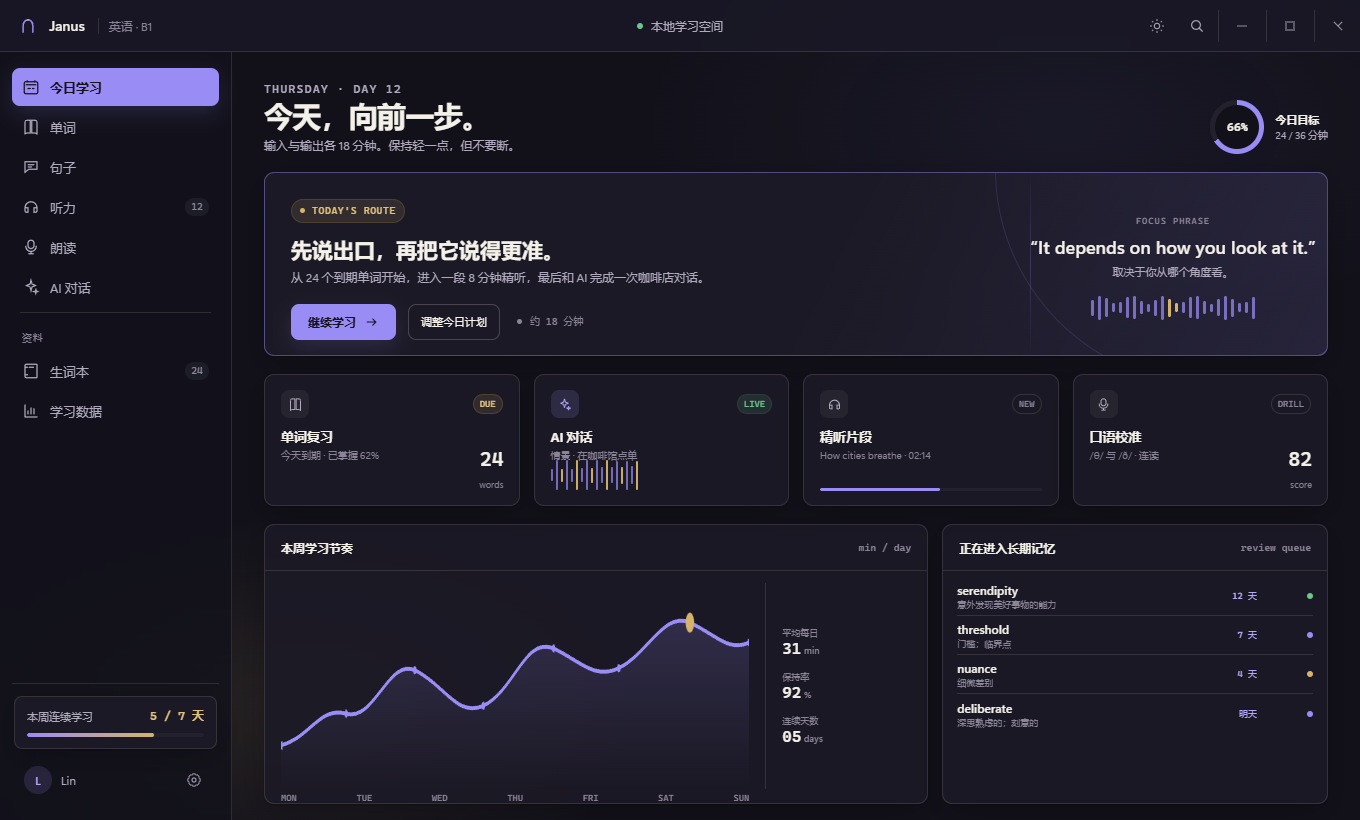 Janus
英语 · B1
本地学习空间
今日学习
单词
句子
听力
12
朗读
AI 对话
资料
生词本
24
学习数据
本周连续学习
5 / 7 天
L
Lin
THURSDAY · DAY 12
今天，向前一步。
输入与输出各 18 分钟。保持轻一点，但不要断。
66%
今日目标
24 / 36 分钟
TODAY'S ROUTE
先说出口，再把它说得更准。
从 24 个到期单词开始，进入一段 8 分钟精听，最后和 AI 完成一次咖啡店对话。
继续学习 →
调整今日计划
约 18 分钟
FOCUS PHRASE
“It depends on how you look at it.”
取决于你从哪个角度看。
DUE
单词复习
今天到期 · 已掌握 62%
24
words
LIVE
AI 对话
情景 · 在咖啡馆点单
NEW
精听片段
How cities breathe · 02:14
DRILL
口语校准
/θ/ 与 /ð/ · 连读
82
score
本周学习节奏
min / day
MON
TUE
WED
THU
FRI
SAT
SUN
平均每日
31 min
保持率
92 %
连续天数
05 days
正在进入长期记忆
review queue
serendipity
意外发现美好事物的能力
12 天
threshold
门槛；临界点
7 天
nuance
细微差别
4 天
deliberate
深思熟虑的；刻意的
明天